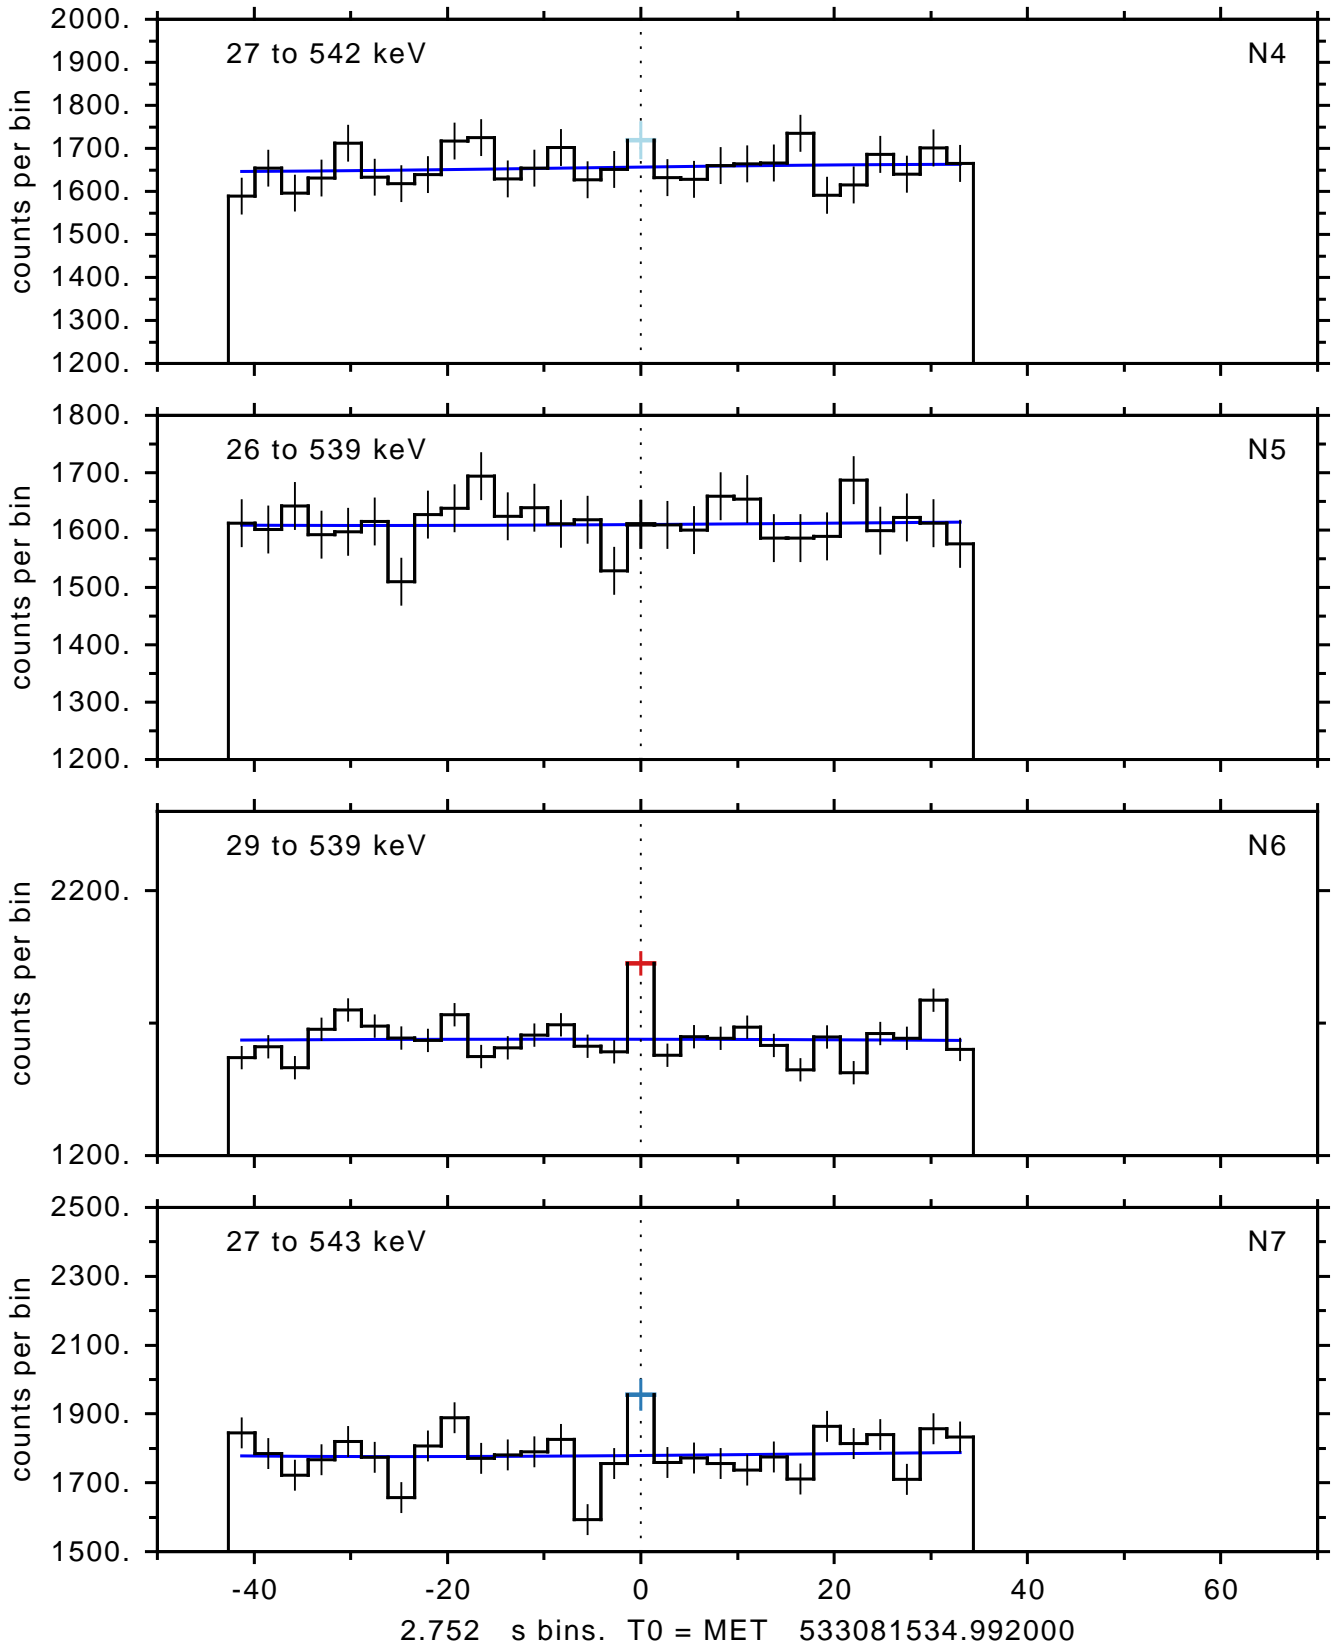 2000.
27 to 542 keV N4
1900.
1800.
1700.
1600.
1500.
1400.
1300.
1200.
counts per bin
1800.
26 to 539 keV N5
1700.
1600.
1500.
1400.
1300.
1200.
counts per bin
29 to 539 keV N6
2200.
1200.
counts per bin
2500.
27 to 543 keV N7
2300.
2100.
1900.
1700.
1500.
counts per bin
-40 -20 0 20 40 60
2.752 s bins. T0 = MET 533081534.992000